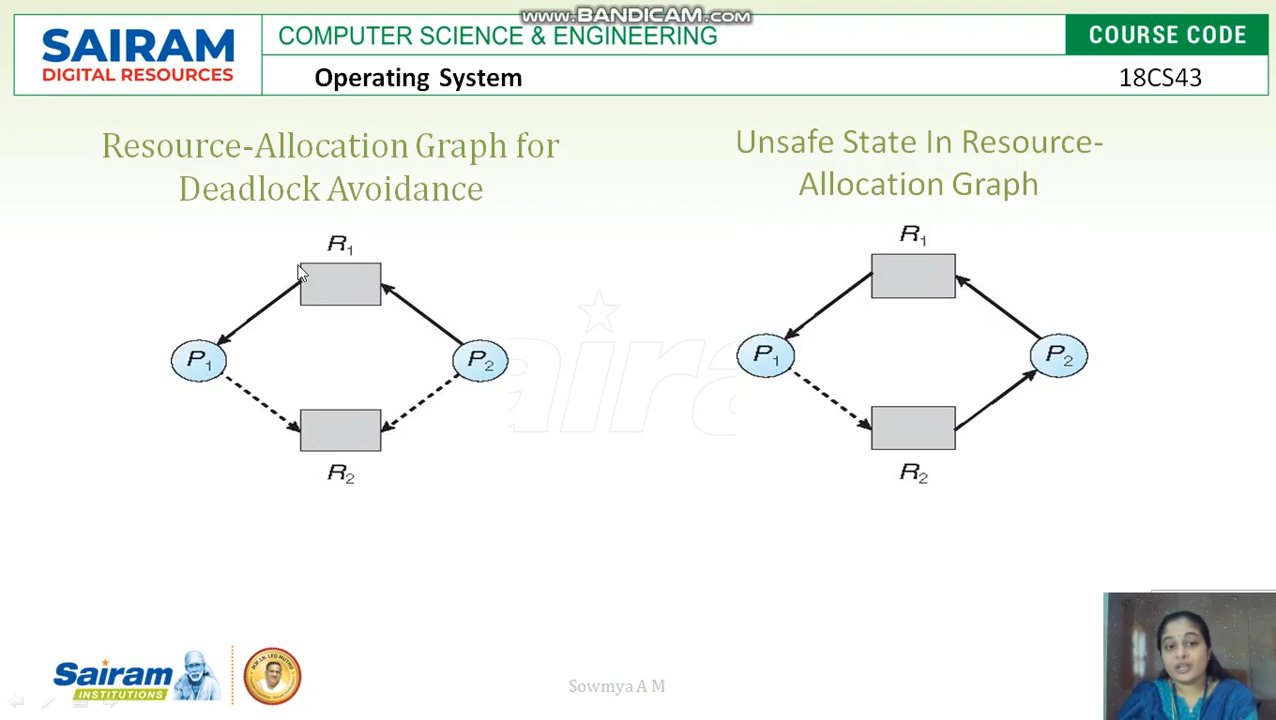 www.BANDICAM.com
SAIRAM
DIGITAL RESOURCES
COMPUTER SCIENCE & ENGINEERING
COURSE CODE
Operating System
18CS43
Resource-Allocation Graph for
Deadlock Avoidance
R1
P1
P2
R2
Unsafe State In Resource-
Allocation Graph
R1
P1
P2
R2
Sairam
INSTITUTIONS
Sowmya A M